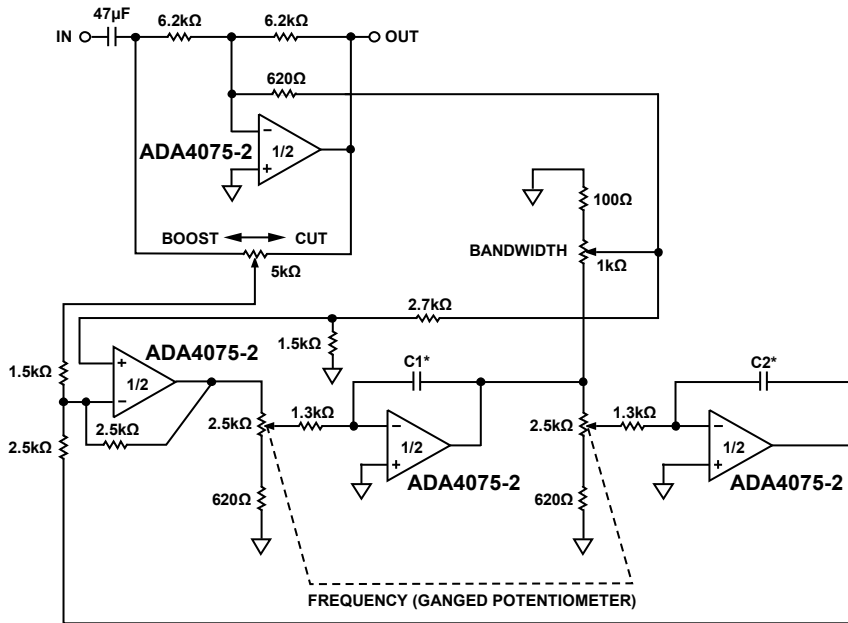 47µF
6.2kΩ
6.2kΩ
IN
OUT
620Ω
−
+
1/2
ADA4075-2
100Ω
BOOST
CUT
BANDWIDTH
1kΩ
5kΩ
2.7kΩ
ADA4075-2
1.5kΩ
C1*
C2*
1.5kΩ
+
−
1/2
2.5kΩ
1.3kΩ
2.5kΩ
1.3kΩ
2.5kΩ
2.5kΩ
−
+
1/2
−
+
1/2
620Ω
ADA4075-2
620Ω
ADA4075-2
FREQUENCY (GANGED POTENTIOMETER)